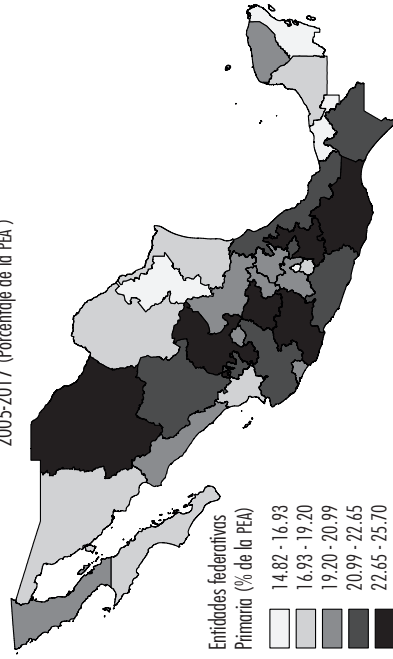 2005-2017 (Porcentaje de la PEA )
Entidades federativas
Primaria (% de la PEA)
14.82 - 16.93
16.93 - 19.20
19.20 - 20.99
20.99 - 22.65
22.65 - 25.70